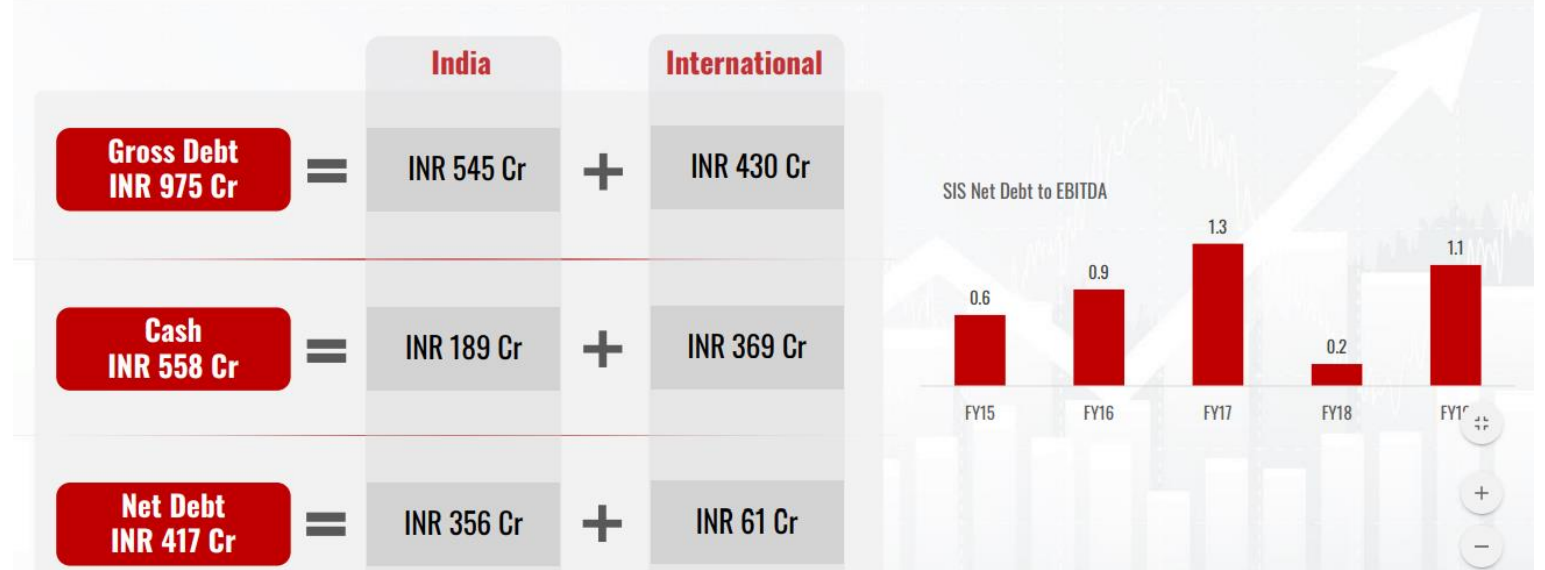 India
International
Gross Debt
INR 975 Cr
=
INR 545 Cr
+
INR 430 Cr
Cash
INR 558 Cr
=
INR 189 Cr
+
INR 369 Cr
Net Debt
INR 417 Cr
=
INR 356 Cr
+
INR 61 Cr
SIS Net Debt to EBITDA
0.6
0.9
1.3
0.2
1.1
FY15
FY16
FY17
FY18